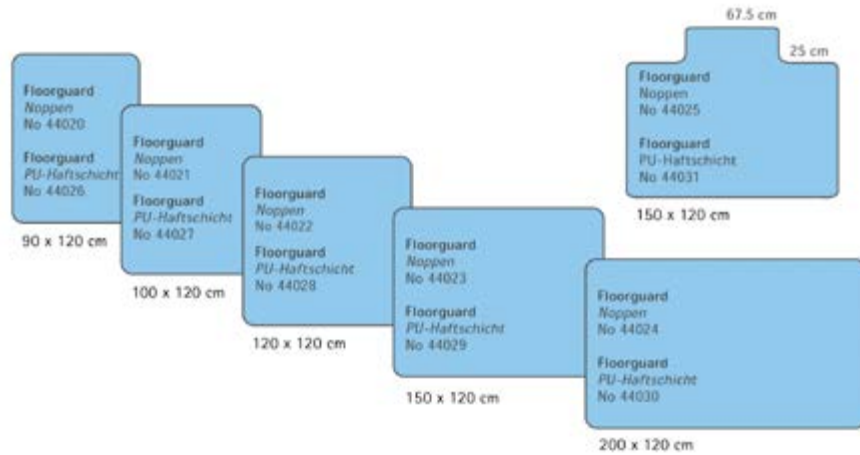 Floorguard
Noppen
No 44020
Floorguard
PU-Haftschicht
No 44026
90 x 120 cm
Floorguard
Noppen
No 44021
Floorguard
PU-Haftschicht
No 44027
100 x 120 cm
Floorguard
Noppen
No 44022
Floorguard
PU-Haftschicht
No 44028
120 x 120 cm
Floorguard
Noppen
No 44023
Floorguard
PU-Haftschicht
No 44029
150 x 120 cm
Floorguard
Noppen
No 44024
Floorguard
PU-Haftschicht
No 44030
200 x 120 cm
67.5 cm
25 cm
Floorguard
Noppen
No 44025
Floorguard
PU-Haftschicht
No 44031
150 x 120 cm